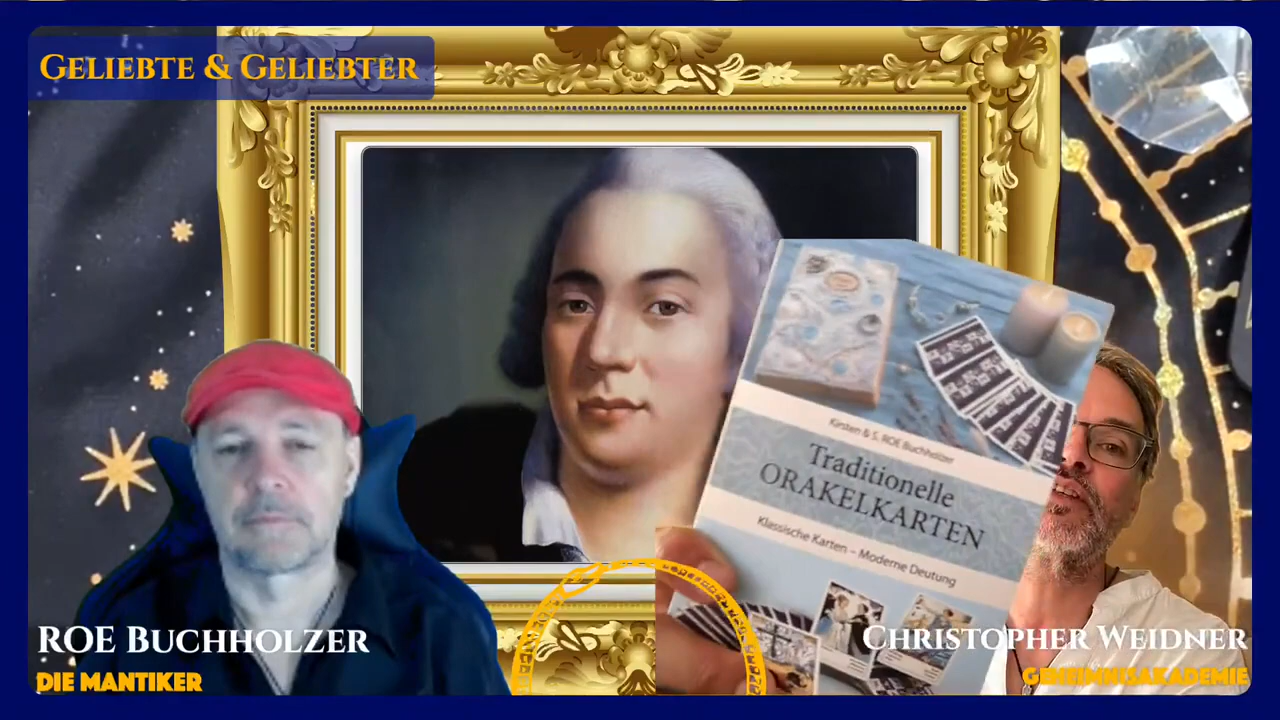 Geliebte & Geliebter
Kirsten & S. ROE Buchholzer
Traditionelle
ORAKELKARTEN
Klassische Karten – Moderne Deutung
ROE Buchholzer
DIE MANTIKER
Christopher Weidner
GEHEIMNISAKADEMIE